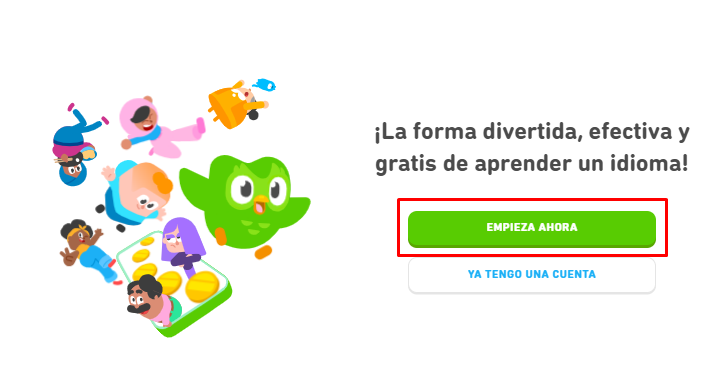 ¡La forma divertida, efectiva y
gratis de aprender un idioma!
EMPIEZA AHORA
YA TENGO UNA CUENTA